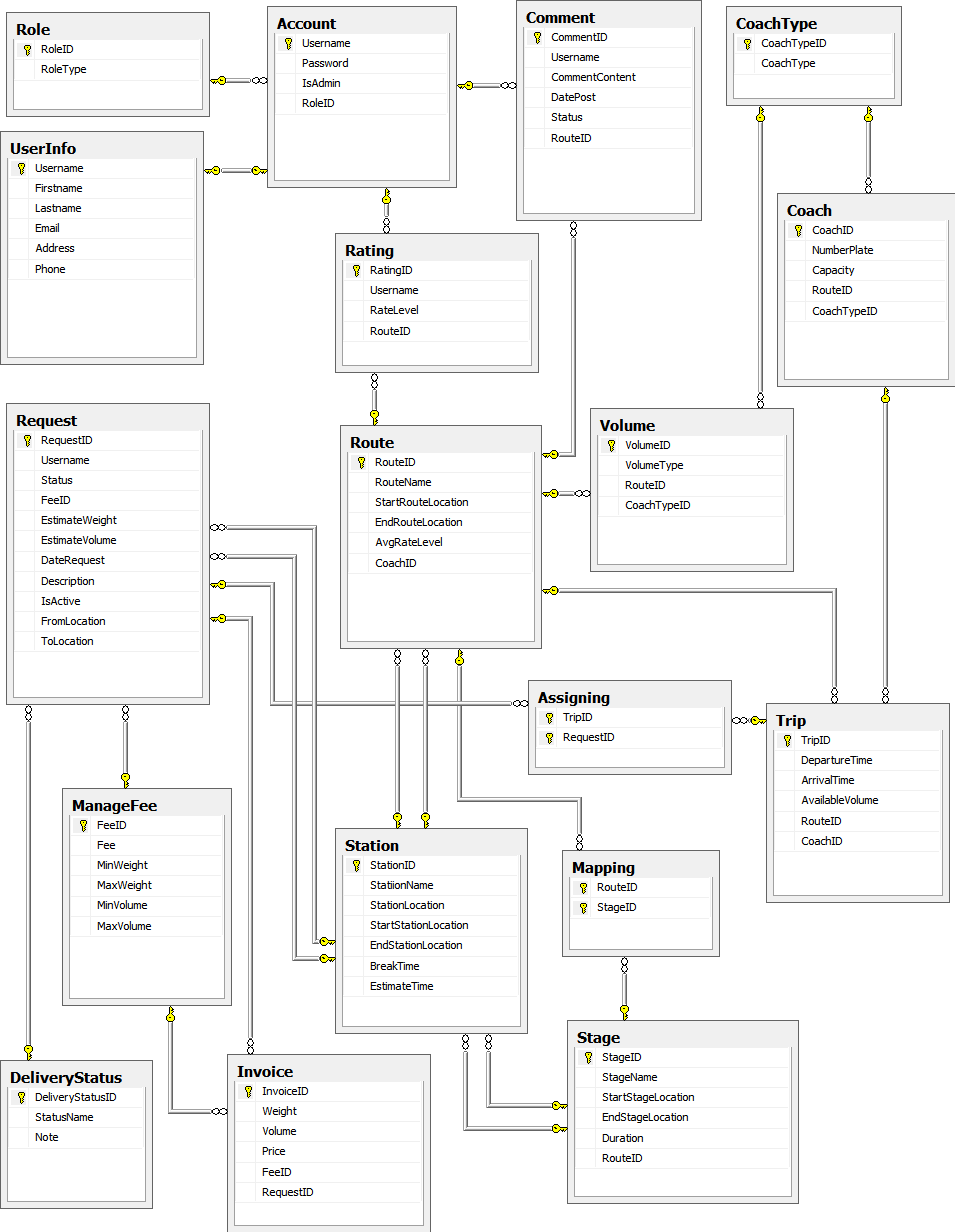 Role
RoleID
RoleType
Account
Username
Password
IsAdmin
RoleID
Comment
CommentID
Username
CommentContent
DatePost
Status
RouteID
CoachType
CoachTypeID
CoachType
UserInfo
Username
Firstname
Lastname
Email
Address
Phone
Coach
CoachID
NumberPlate
Capacity
RouteID
CoachTypeID
Rating
RatingID
Username
RateLevel
RouteID
Request
RequestID
Username
Status
FeeID
EstimateWeight
EstimateVolume
DateRequest
Description
IsActive
FromLocation
ToLocation
Route
RouteID
RouteName
StartRouteLocation
EndRouteLocation
AvgRateLevel
CoachID
Volume
VolumeID
VolumeType
RouteID
CoachTypeID
Assigning
TripID
RequestID
Trip
TripID
DepartureTime
ArrivalTime
AvailableVolume
RouteID
CoachID
ManageFee
FeeID
Fee
MinWeight
MaxWeight
MinVolume
MaxVolume
Station
StationID
StatiionName
StationLocation
StartStationLocation
EndStationLocation
BreakTime
EstimateTime
Mapping
RouteID
StageID
DeliveryStatus
DeliveryStatusID
StatusName
Note
Invoice
InvoiceID
Weight
Volume
Price
FeeID
RequestID
Stage
StageID
StageName
StartStageLocation
EndStageLocation
Duration
RouteID